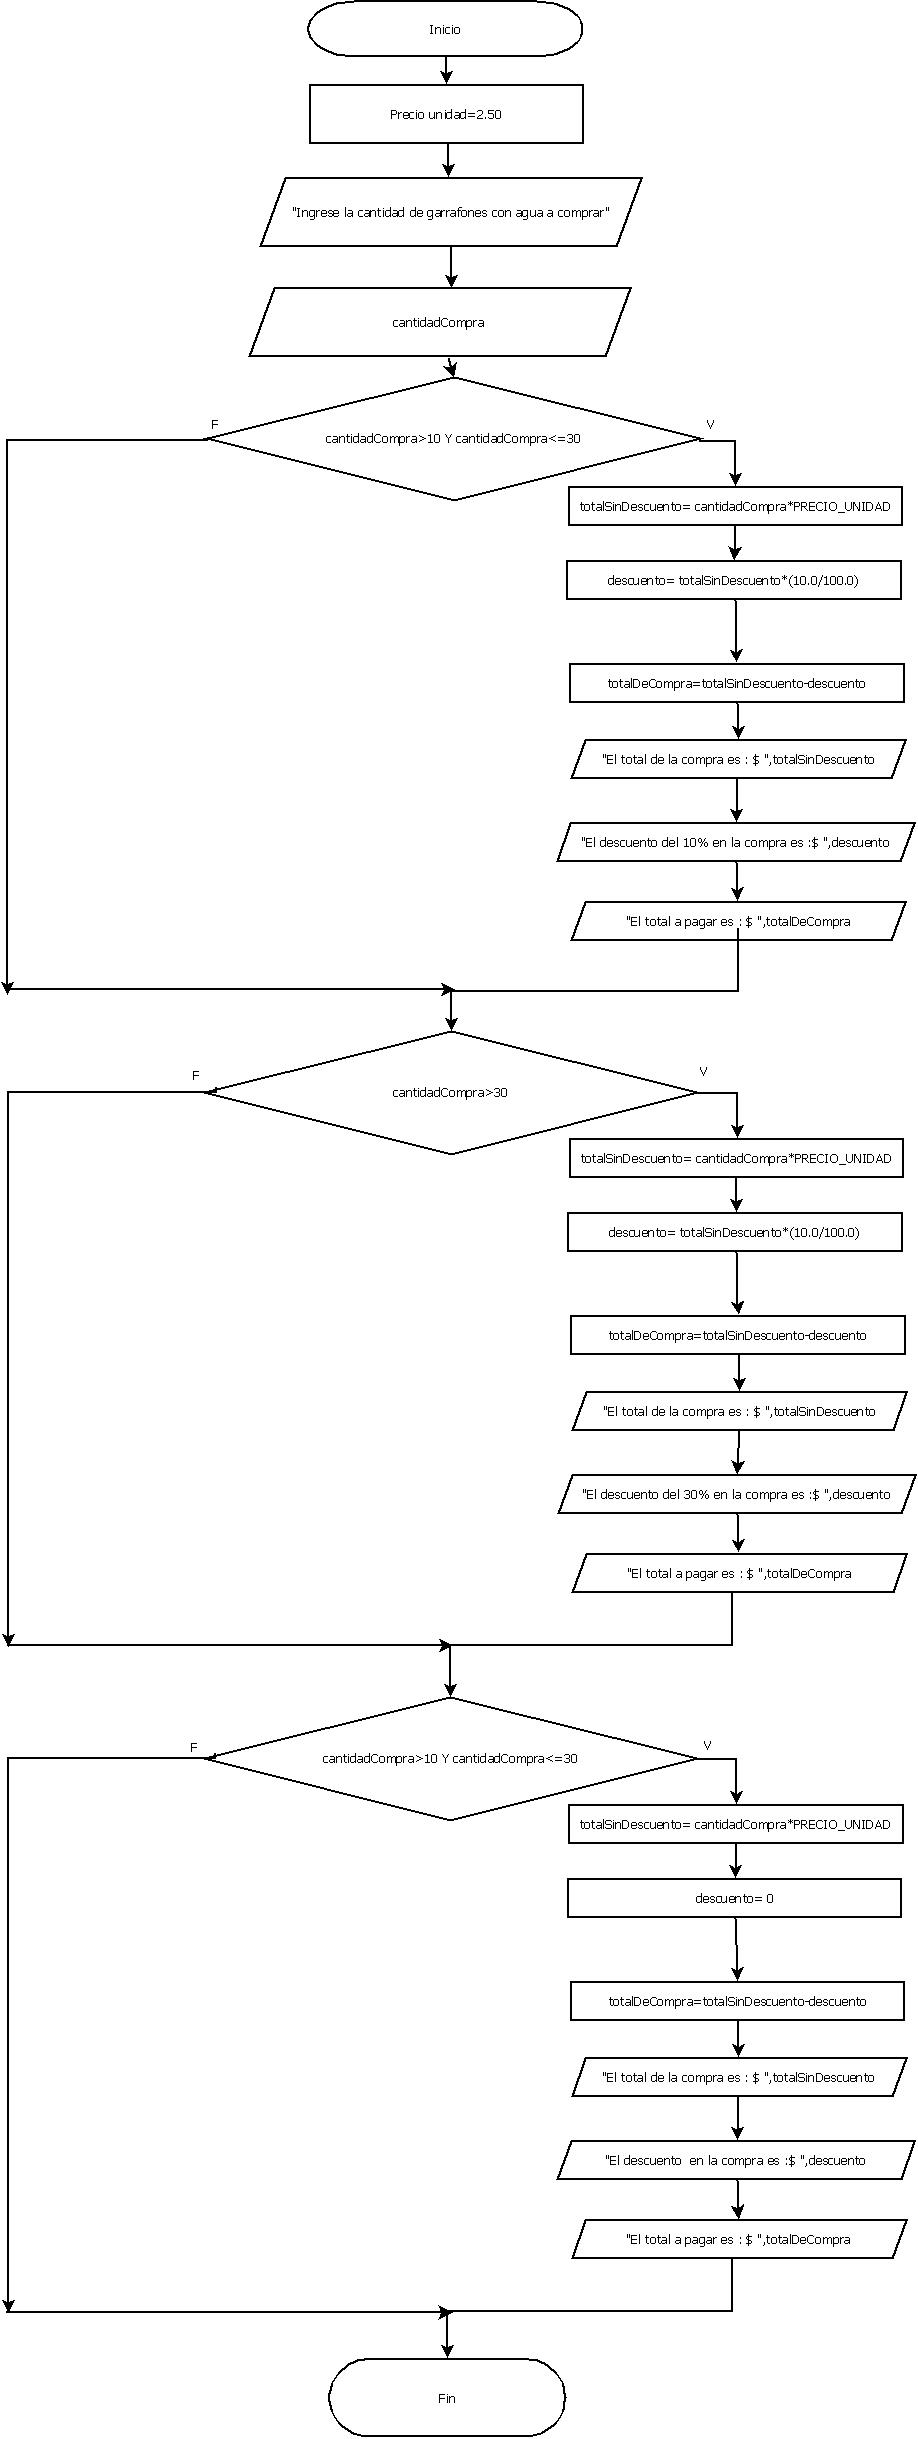 Inicio
Precio unidad=2.50
"Ingrese la cantidad de garrafones con agua a comprar"
cantidadCompra
F
V
cantidadCompra>10 Y cantidadCompra<=30
totalSinDescuento= cantidadCompra*PRECIO_UNIDAD
descuento= totalSinDescuento*(10.0/100.0)
totalDeCompra=totalSinDescuento-descuento
"El total de la compra es : $ ",totalSinDescuento
"El descuento del 10% en la compra es :$ ",descuento
"El total a pagar es : $ ",totalDeCompra
F
V
cantidadCompra>30
totalSinDescuento= cantidadCompra*PRECIO_UNIDAD
descuento= totalSinDescuento*(10.0/100.0)
totalDeCompra=totalSinDescuento-descuento
"El total de la compra es : $ ",totalSinDescuento
"El descuento del 30% en la compra es :$ ",descuento
"El total a pagar es : $ ",totalDeCompra
F
V
cantidadCompra>10 Y cantidadCompra<=30
totalSinDescuento= cantidadCompra*PRECIO_UNIDAD
descuento= 0
totalDeCompra=totalSinDescuento-descuento
"El total de la compra es : $ ",totalSinDescuento
"El descuento  en la compra es :$ ",descuento
"El total a pagar es : $ ",totalDeCompra
Fin